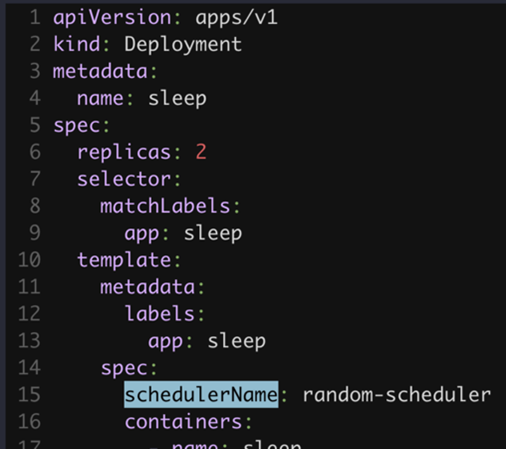 1 apiVersion: apps/v1
2 kind: Deployment
3 metadata:
4   name: sleep
5 spec:
6   replicas: 2
7   selector:
8     matchLabels:
9       app: sleep
10   template:
11     metadata:
12       labels:
13         app: sleep
14     spec:
15       schedulerName: random-scheduler
16       containers:
17         - name: sleep